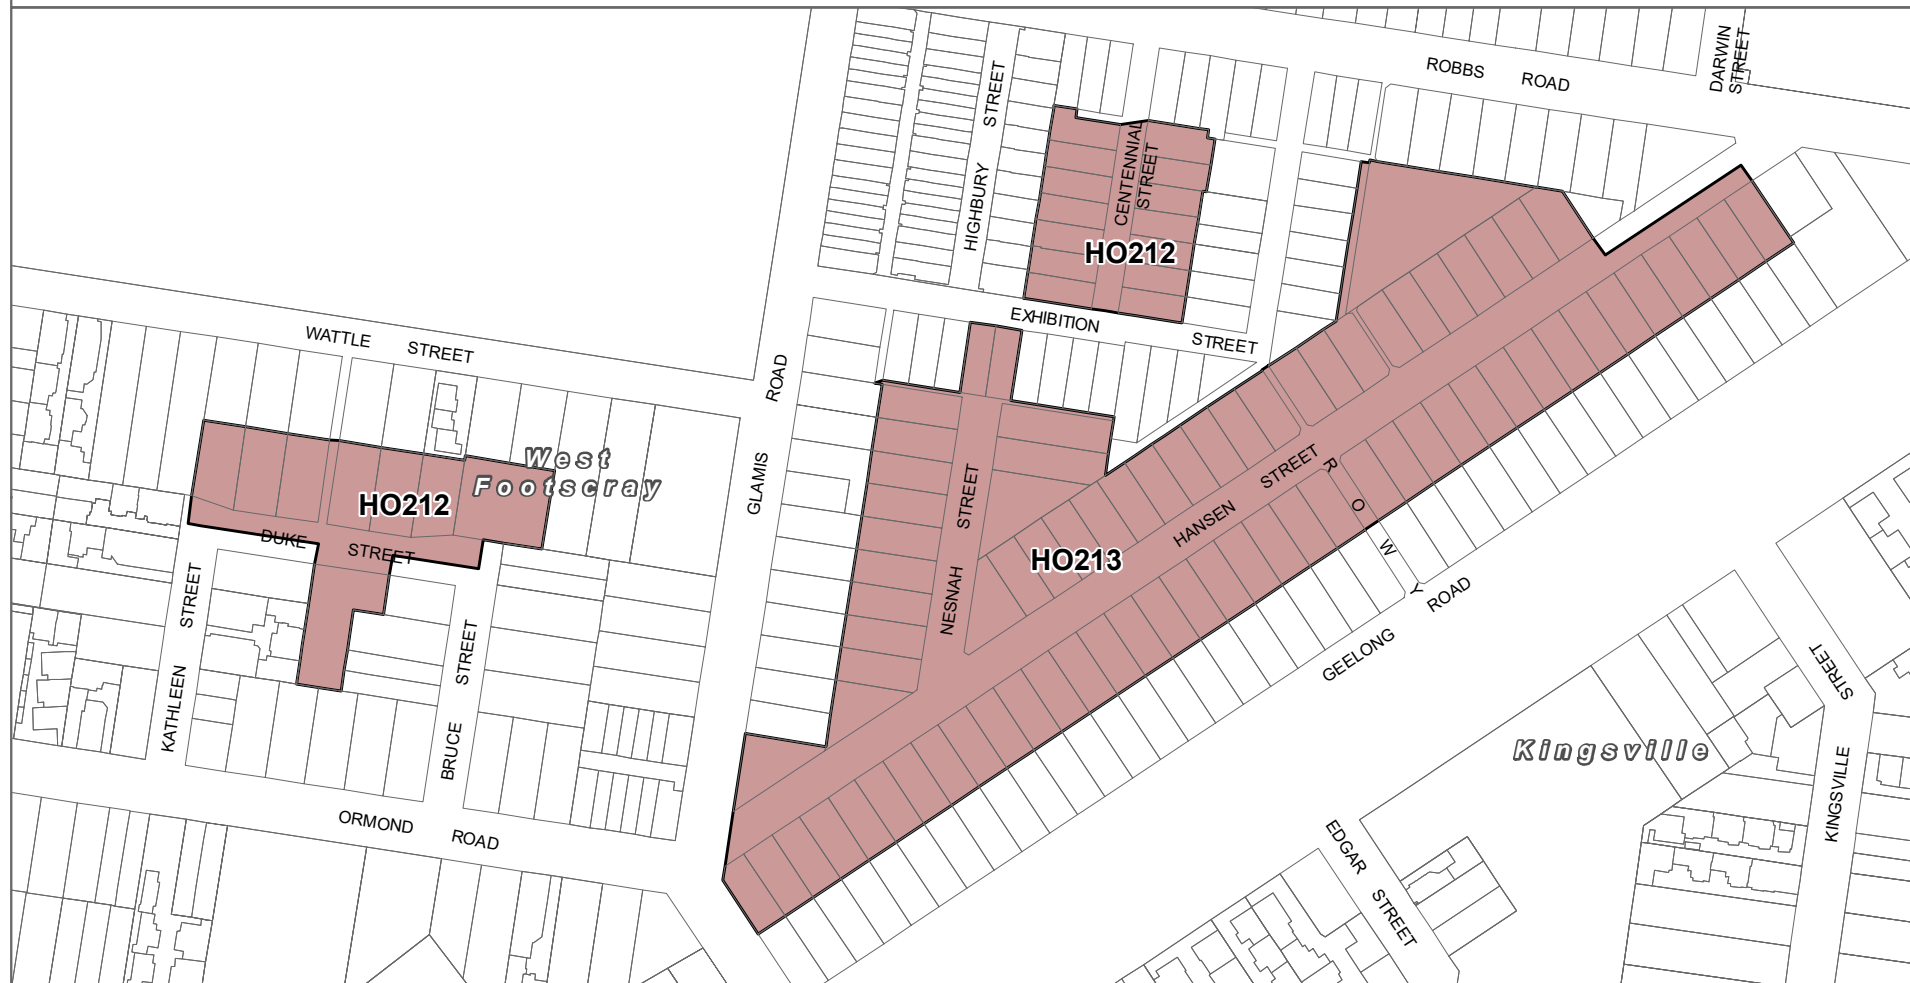 ROBBS ROAD
DARWIN
STREET
HIGHBURY STREET
CENTENNIAL
STREET
HO212
EXHIBITION STREET
WATTLE STREET
GLAMIS ROAD
West
Footscray
HO212
DUKE STREET
KATHLEEN STREET
BRUCE STREET
ORMOND ROAD
NESNAH STREET
HO213
HANSEN STREET
R O W Y
GEELONG ROAD
Kingsville
EDGAR STREET
KINGSVILLE STREET